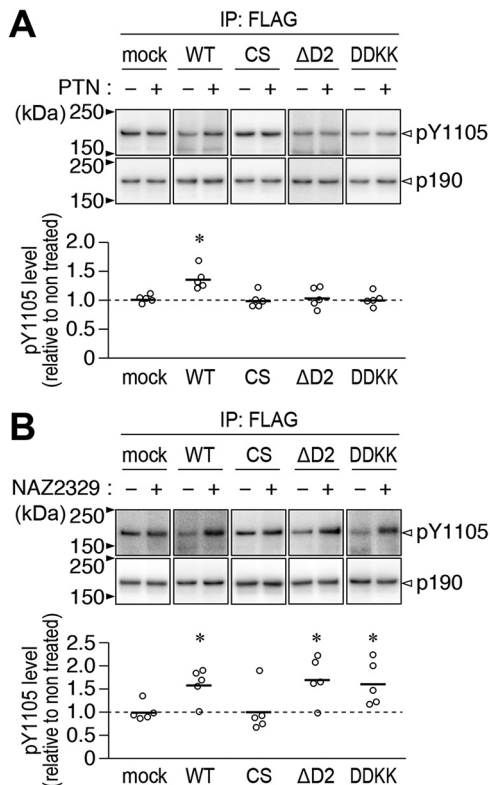 A
IP: FLAG
mock WT CS ΔD2 DDKK
PTN : – + – + – + – + – +
(kDa)
250
150
pY1105
250
150
p190
pY1105 level
(relative to non treated)
2.0
1.5
1.0
0.5
0
*
mock WT CS ΔD2 DDKK
B
IP: FLAG
mock WT CS ΔD2 DDKK
NAZ2329 : – + – + – + – + – +
(kDa)
250
150
pY1105
250
150
p190
pY1105 level
(relative to non treated)
2.5
2.0
1.5
1.0
0.5
0
* * *
mock WT CS ΔD2 DDKK